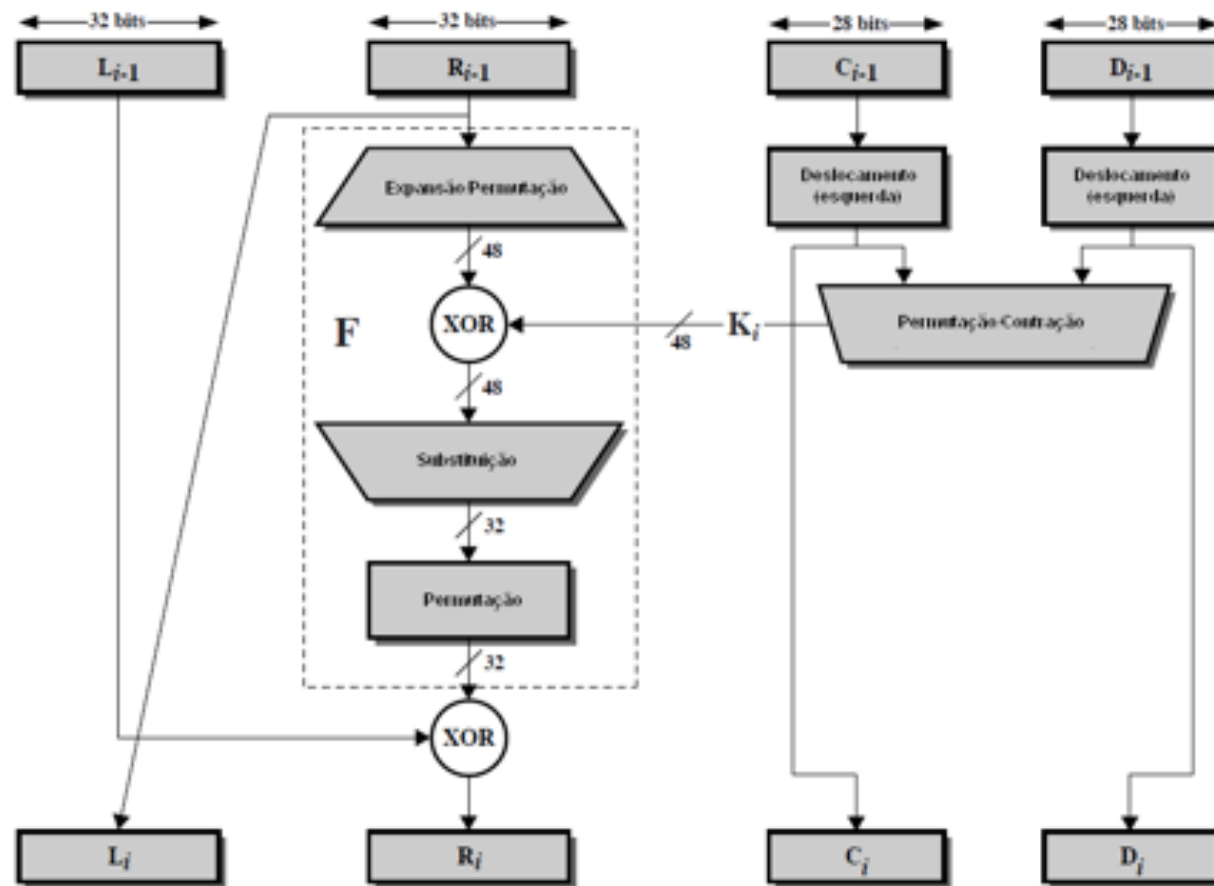 32 bits 32 bits 28 bits 28 bits
Li-1 Ri-1 Ci-1 Di-1
Expansão-Permutação
Deslocamento
(esquerda)
Deslocamento
(esquerda)
48
F
XOR
48
Ki
Permutação-Contração
48
Substituição
32
Permutação
32
XOR
Li Ri Ci Di